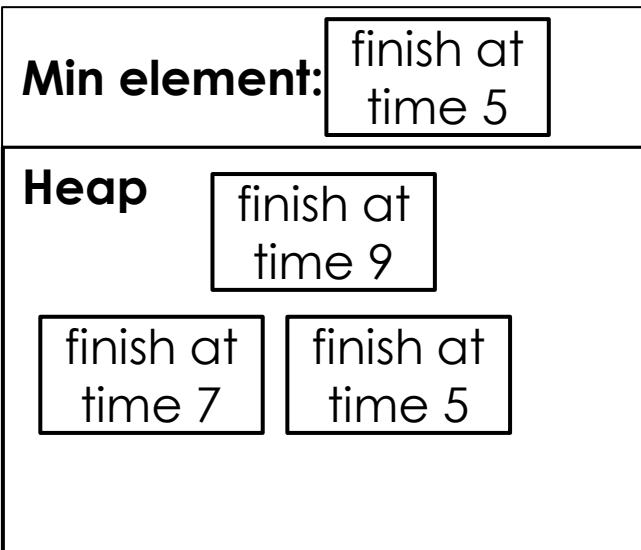 Min element:
finish at
time 5
Heap
finish at
time 9
finish at
time 7
finish at
time 5